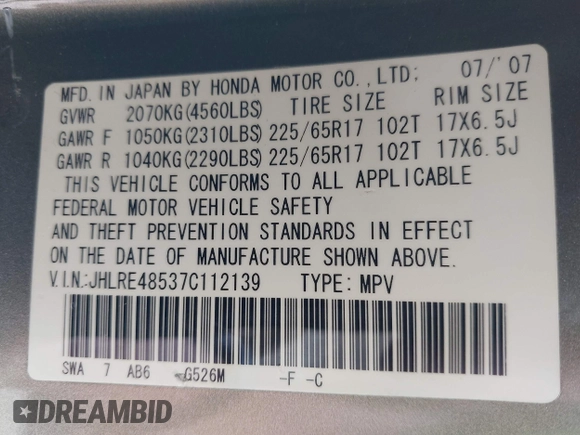 MFD. IN JAPAN BY HONDA MOTOR CO., LTD: 07/'07
GVWR 2070KG(4560LBS) TIRE SIZE RIM SIZE
GAWR F 1050KG(2310LBS) 225/65R17 102T 17X6.5J
GAWR R 1040KG(2290LBS) 225/65R17 102T 17X6.5J
THIS VEHICLE CONFORMS TO ALL APPLICABLE
FEDERAL MOTOR VEHICLE SAFETY
AND THEFT PREVENTION STANDARDS IN EFFECT
ON THE DATE OF MANUFACTURE SHOWN ABOVE.
V.I.N.:JHLRE48537C112139 TYPE: MPV
SWA 7 AB6 -G526M -F -C
DREAMBID